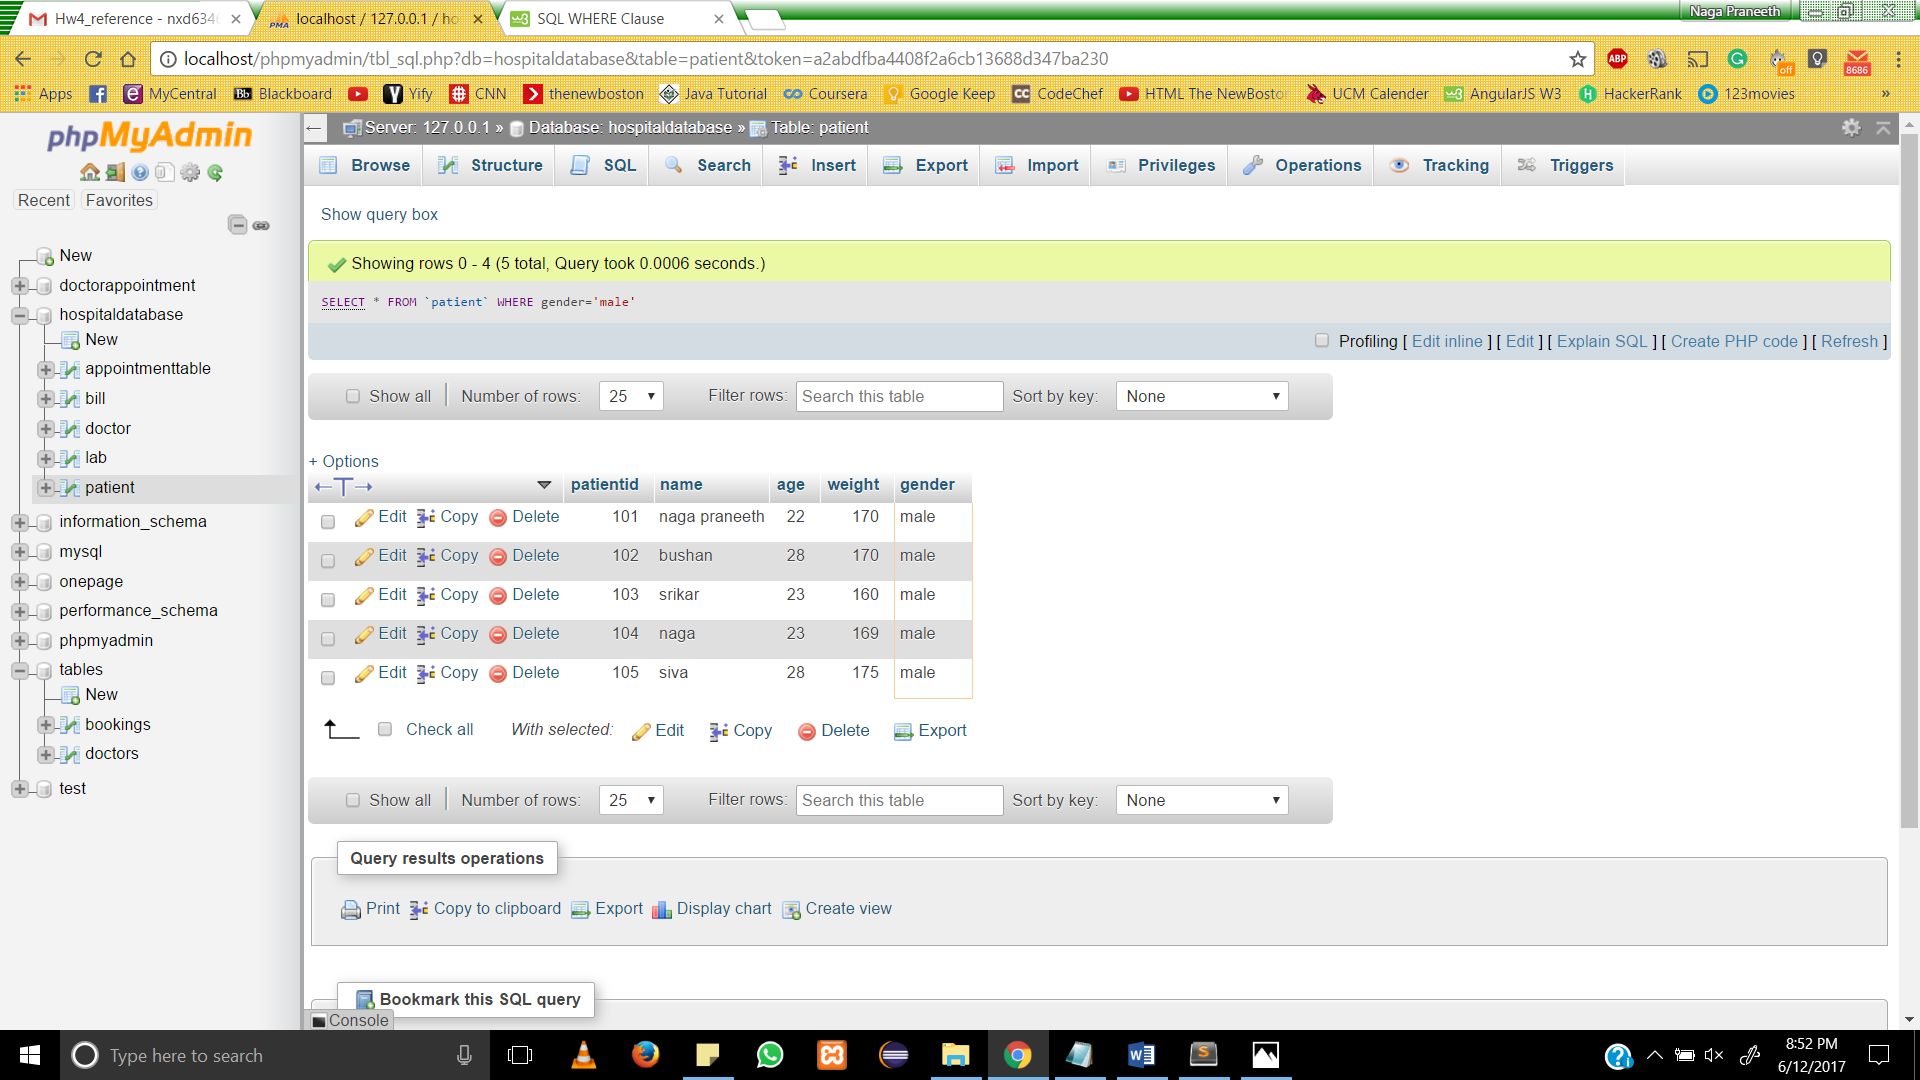 Hw4_reference - nxd634
localhost / 127.0.0.1 / ho
SQL WHERE Clause
Naga Praneeth
localhost/phpmyadmin/tbl_sql.php?db=hospitaldatabase&table=patient&token=a2abdfba4408f2a6cb13688d347ba230
ABP
off
8686
Apps
MyCentral
Blackboard
Yify
CNN
thenewboston
Java Tutorial
Coursera
Google Keep
CodeChef
HTML The NewBosto
UCM Calender
AngularJS W3
HackerRank
123movies
»
phpMyAdmin
Recent
Favorites
New
doctorappointment
hospitaldatabase
New
appointmenttable
bill
doctor
lab
patient
information_schema
mysql
onepage
performance_schema
phpmyadmin
tables
New
bookings
doctors
test
Server: 127.0.0.1 » Database: hospitaldatabase » Table: patient
Browse
Structure
SQL
Search
Insert
Export
Import
Privileges
Operations
Tracking
Triggers
Show query box
Showing rows 0 - 4 (5 total, Query took 0.0006 seconds.)
SELECT * FROM `patient` WHERE gender='male'
Profiling [ Edit inline ] [ Edit ] [ Explain SQL ] [ Create PHP code ] [ Refresh ]
Show all
Number of rows: 25
Filter rows: Search this table
Sort by key: None
+ Options
patientid name age weight gender
Edit Copy Delete 101 naga praneeth 22 170 male
Edit Copy Delete 102 bushan 28 170 male
Edit Copy Delete 103 srikar 23 160 male
Edit Copy Delete 104 naga 23 169 male
Edit Copy Delete 105 siva 28 175 male
Check all With selected: Edit Copy Delete Export
Show all
Number of rows: 25
Filter rows: Search this table
Sort by key: None
Query results operations
Print Copy to clipboard Export Display chart Create view
Bookmark this SQL query
Console
Type here to search
8:52 PM
6/12/2017